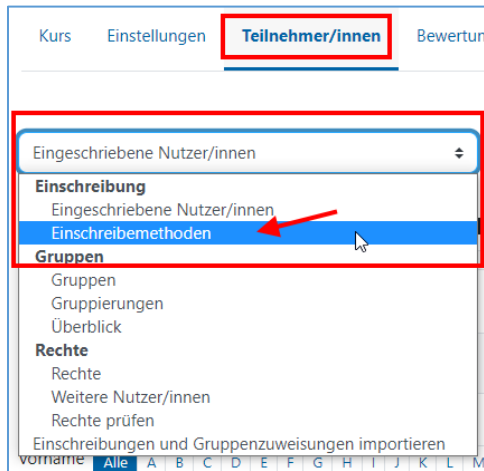 Kurs Einstellungen Teilnehmer/innen Bewertun
Eingeschriebene Nutzer/innen
Einschreibung
Eingeschriebene Nutzer/innen
Einschreibemethoden
Gruppen
Gruppen
Gruppierungen
Überblick
Rechte
Rechte
Weitere Nutzer/innen
Rechte prüfen
Einschreibungen und Gruppenzuweisungen importieren
Vorname Alle A B C D E F G H I J K L M